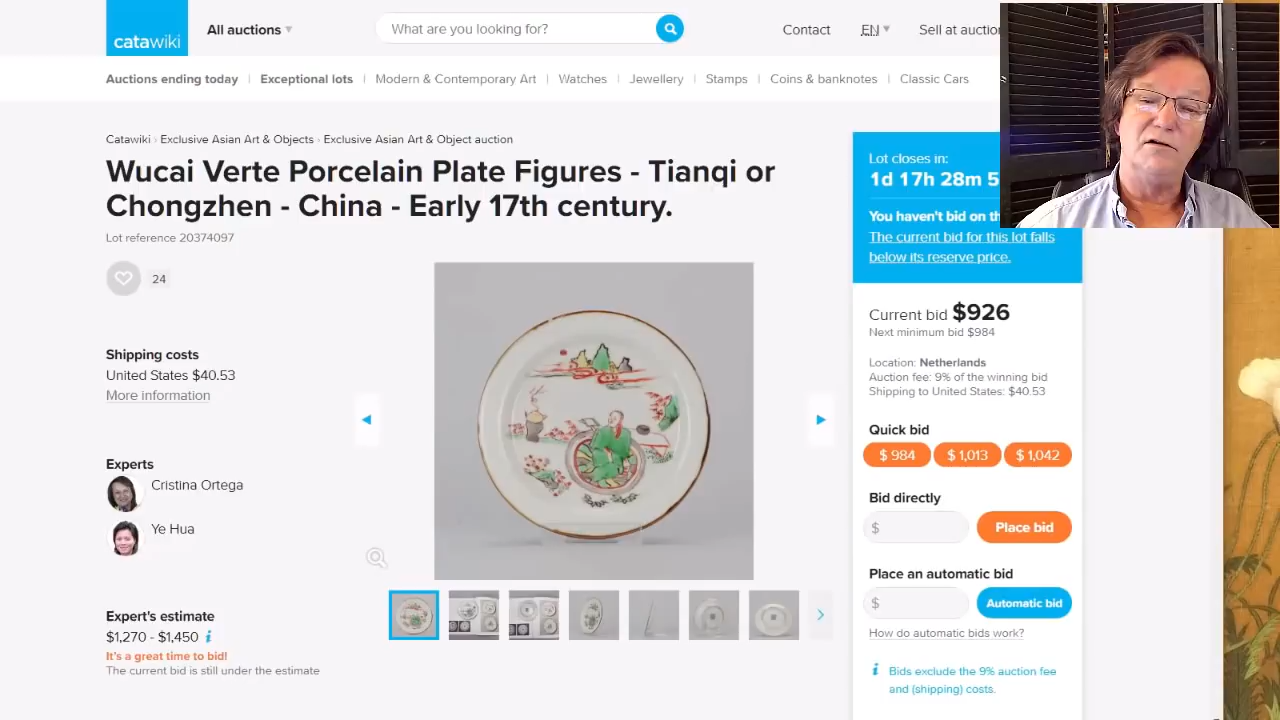 catawiki
All auctions
What are you looking for?
Contact
EN
Sell at auction
Auctions ending today
Exceptional lots
Modern & Contemporary Art
Watches
Jewellery
Stamps
Coins & banknotes
Classic Cars
Catawiki › Exclusive Asian Art & Objects › Exclusive Asian Art & Object auction
Wucai Verte Porcelain Plate Figures - Tianqi or
Chongzhen - China - Early 17th century.
Lot reference 20374097
24
Shipping costs
United States $40.53
More information
Experts
Cristina Ortega
Ye Hua
Expert's estimate
$1,270 - $1,450
It's a great time to bid!
The current bid is still under the estimate
Lot closes in:
1d 17h 28m 5
You haven't bid on th
The current bid for this lot falls
below its reserve price.
Current bid $926
Next minimum bid $984
Location: Netherlands
Auction fee: 9% of the winning bid
Shipping to United States: $40.53
Quick bid
$ 984
$ 1,013
$ 1,042
Bid directly
$
Place bid
Place an automatic bid
$
Automatic bid
How do automatic bids work?
Bids exclude the 9% auction fee
and (shipping) costs.